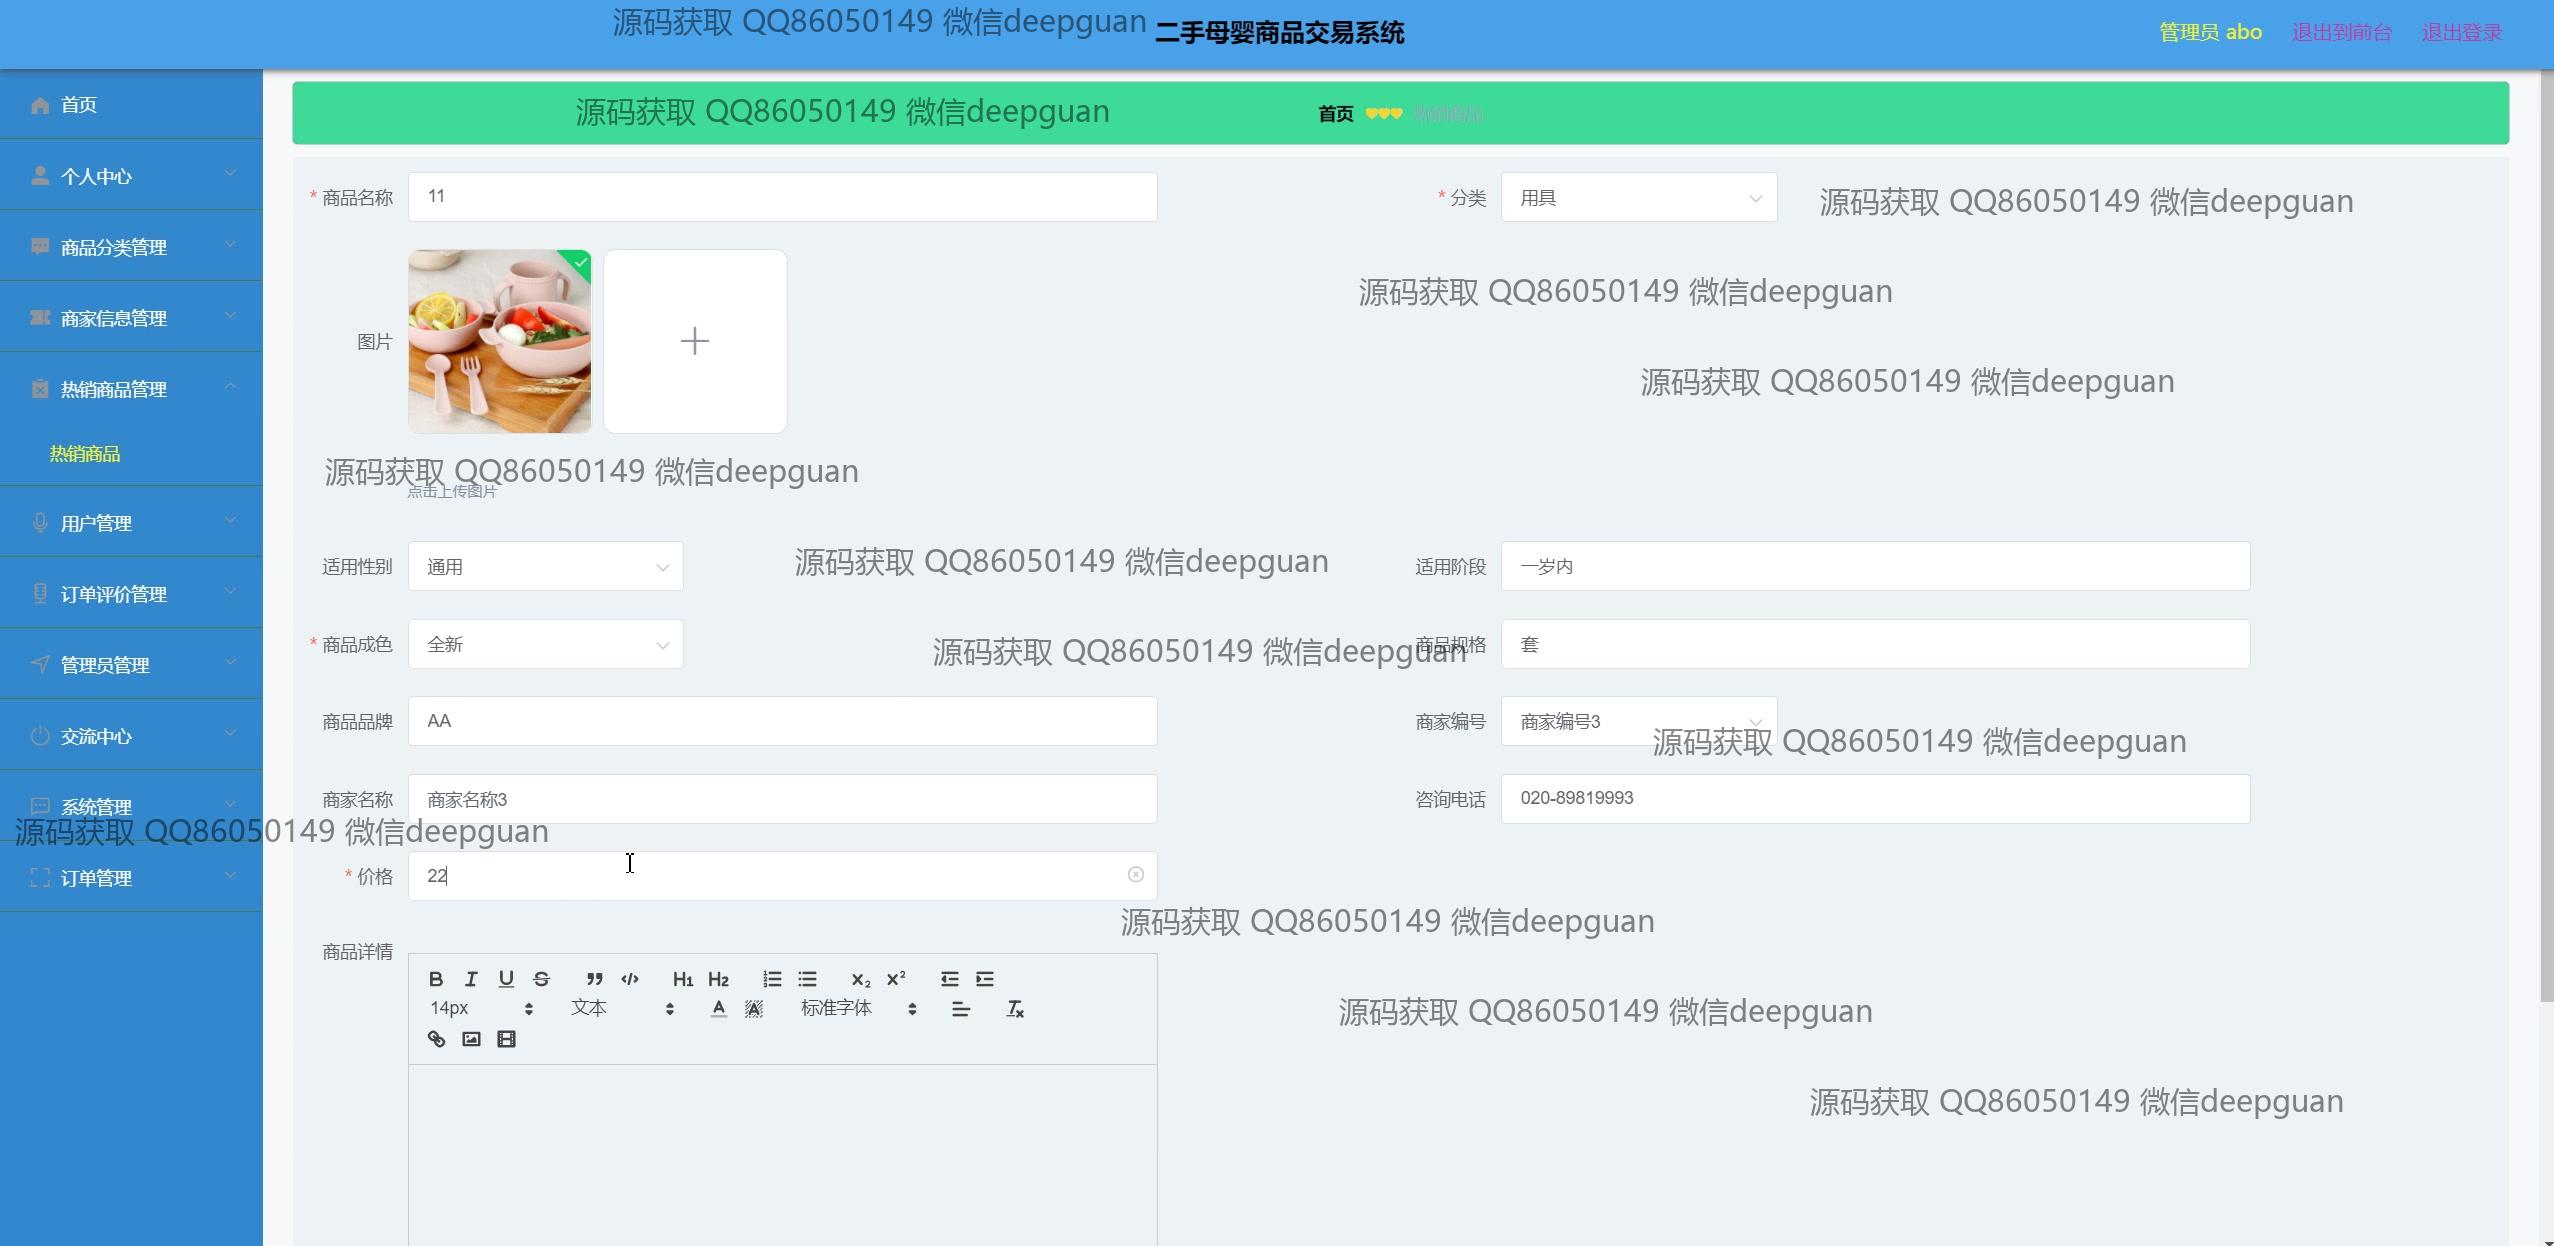 源码获取 QQ86050149 微信deepguan
二手母婴商品交易系统
管理员 abo
退出到前台
退出登录
首页
个人中心
商品分类管理
商家信息管理
热销商品管理
热销商品
用户管理
订单评价管理
管理员管理
交流中心
系统管理
订单管理
源码获取 QQ86050149 微信deepguan
首页
热销商品
* 商品名称 11
* 分类 用具
源码获取 QQ86050149 微信deepguan
源码获取 QQ86050149 微信deepguan
图片
源码获取 QQ86050149 微信deepguan
源码获取 QQ86050149 微信deepguan
点击上传图片
适用性别 通用
源码获取 QQ86050149 微信deepguan
适用阶段 一岁内
* 商品成色 全新
源码获取 QQ86050149 微信deepguan
商品规格 套
商品品牌 AA
商家编号 商家编号3
源码获取 QQ86050149 微信deepguan
商家名称 商家名称3
咨询电话 020-89819993
源码获取 QQ86050149 微信deepguan
* 价格 22
源码获取 QQ86050149 微信deepguan
商品详情
B I U S H1 H2 X2 X2
14px 文本 A A 标准字体 Tx
源码获取 QQ86050149 微信deepguan
源码获取 QQ86050149 微信deepguan